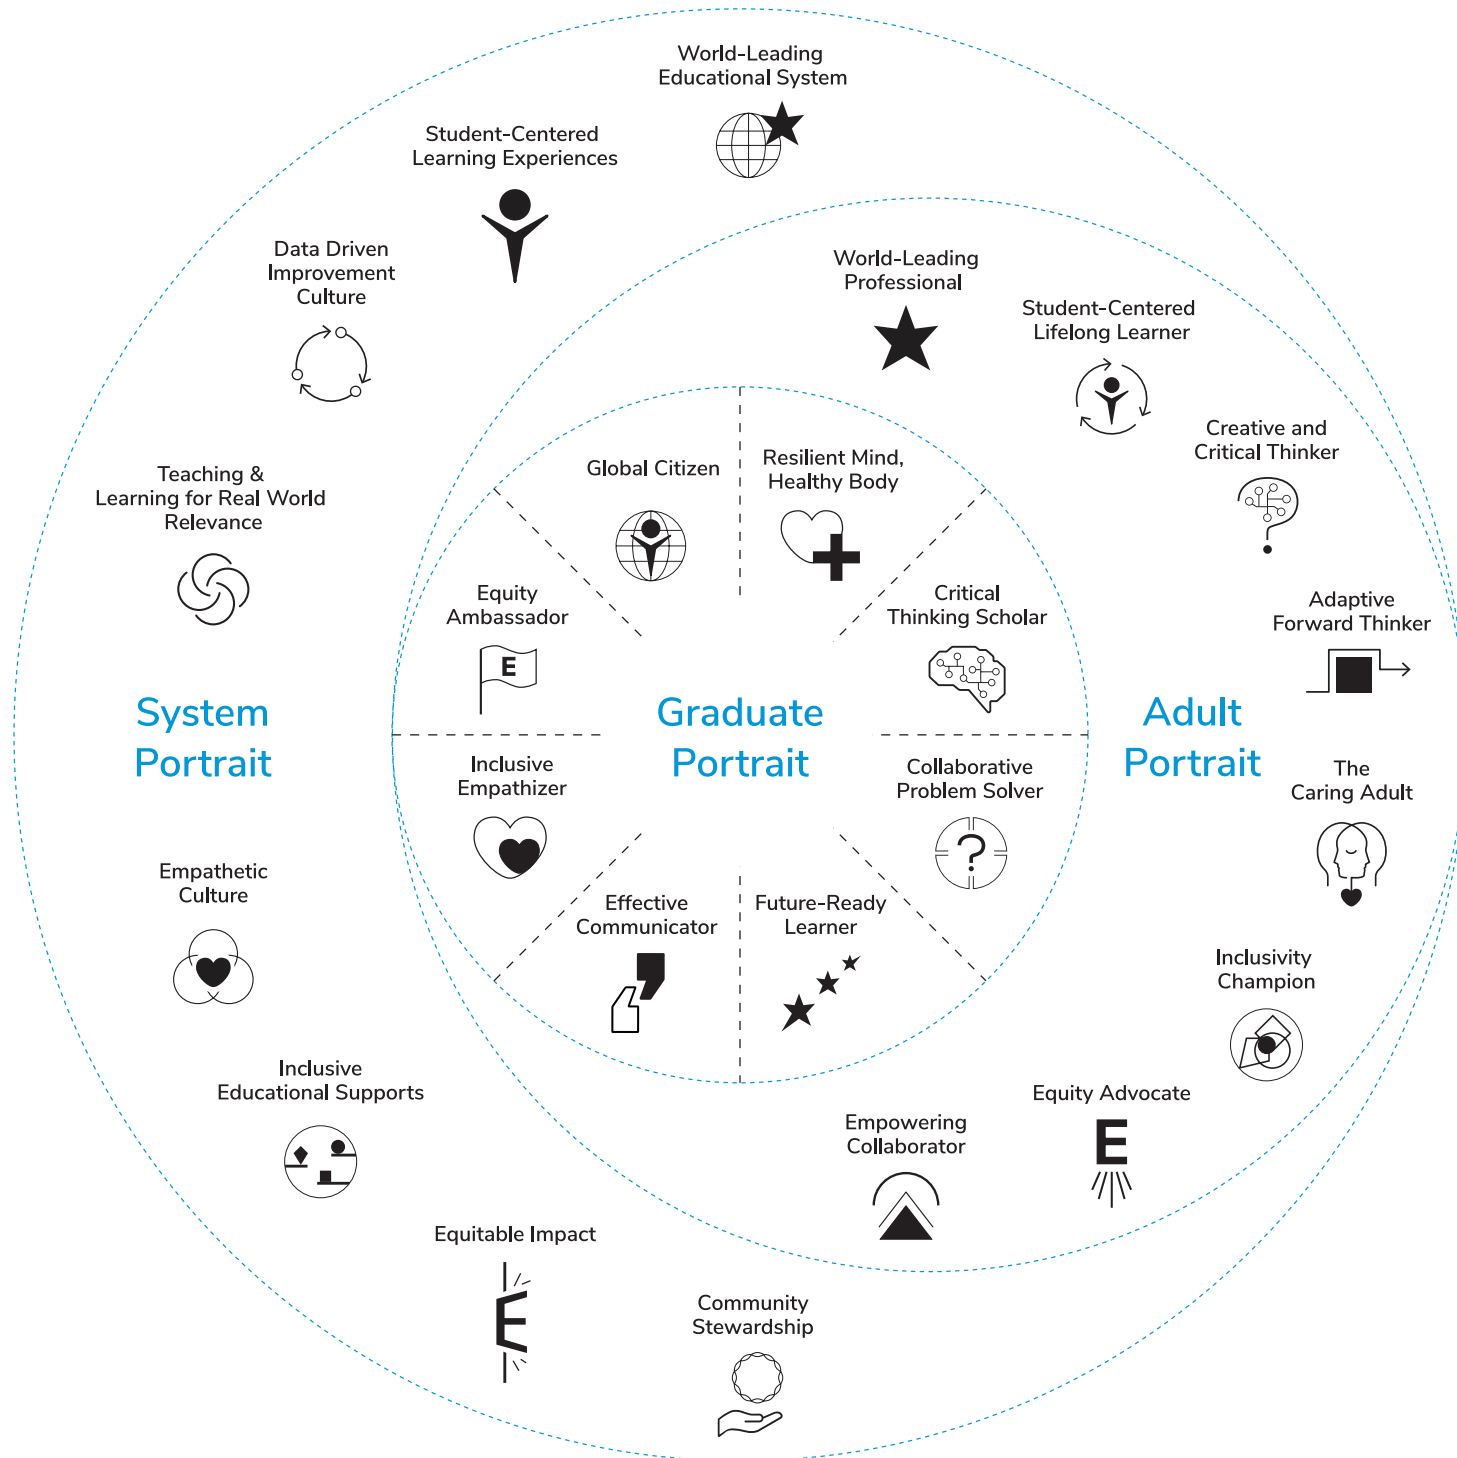 World-Leading
Educational System
Student-Centered
Learning Experiences
Data Driven
Improvement
Culture
Teaching &
Learning for Real World
Relevance
System
Portrait
Empathetic
Culture
Inclusive
Educational Supports
Equitable Impact
Community
Stewardship
Global Citizen
Resilient Mind,
Healthy Body
Equity
Ambassador
E
Critical
Thinking Scholar
Graduate
Portrait
Inclusive
Empathizer
Collaborative
Problem Solver
?
Effective
Communicator
Future-Ready
Learner
World-Leading
Professional
Student-Centered
Lifelong Learner
Creative and
Critical Thinker
Adaptive
Forward Thinker
Adult
Portrait
The
Caring Adult
Inclusivity
Champion
Equity Advocate
E
Empowering
Collaborator